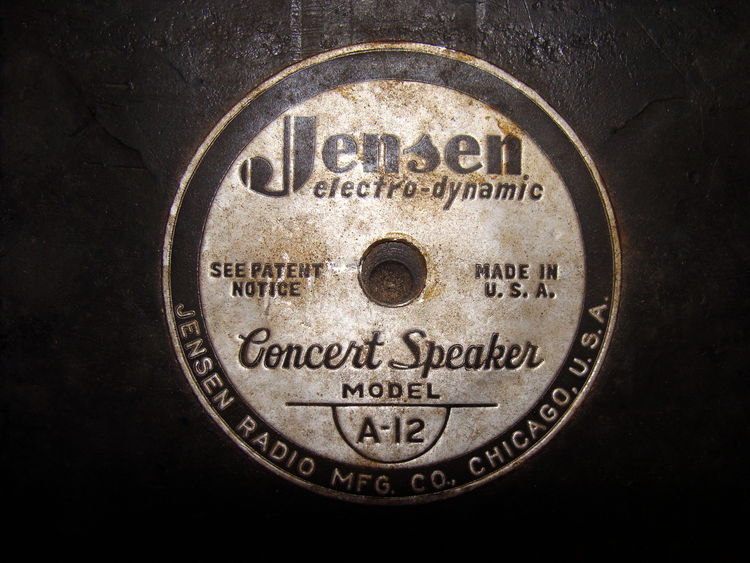 Jensen
electro-dynamic
SEE PATENT
NOTICE
MADE IN
U. S. A.
Concert Speaker
MODEL
A-12
JENSEN RADIO MFG. CO., CHICAGO, U.S.A.